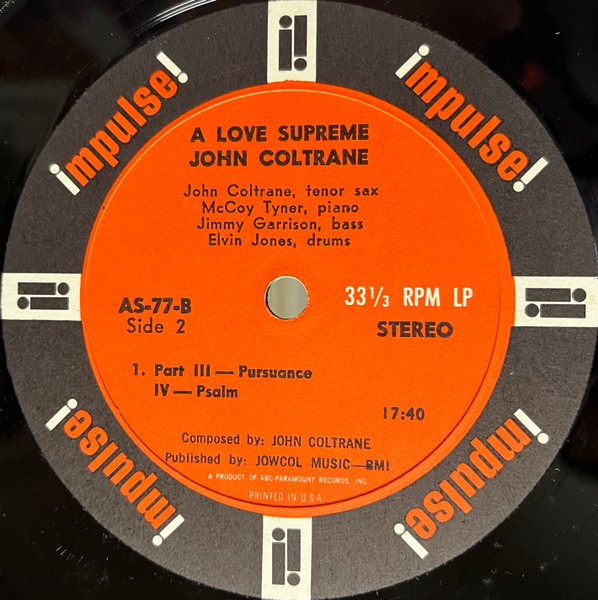 impulse!
impulse!
A LOVE SUPREME
JOHN COLTRANE
John Coltrane, tenor sax
McCoy Tyner, piano
Jimmy Garrison, bass
Elvin Jones, drums
AS-77-B
Side 2
33 1/3 RPM LP
STEREO
1. Part III — Pursuance
IV — Psalm
17:40
Composed by: JOHN COLTRANE
Published by: JOWCOL MUSIC—BMI
A PRODUCT OF ABC-PARAMOUNT RECORDS, INC.
PRINTED IN U.S.A.
impulse!
impulse!